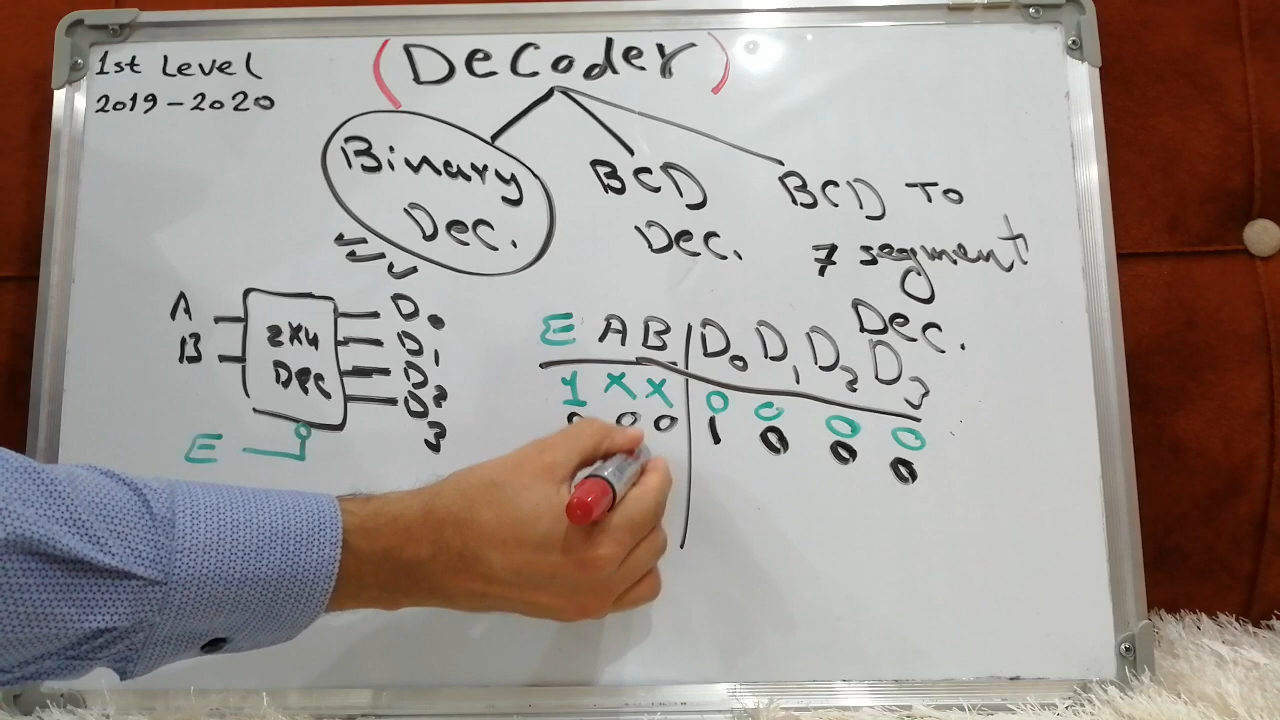 1st Level
2019-2020
(Decoder)
Binary Dec.
BCD Dec.
BCD To 7 segment Dec.
A
B
2x4
Dec
D0
D1
D2
D3
E
E A B D0 D1 D2 D3
1 X X 0 0 0 0
0 0 0 1 0 0 0